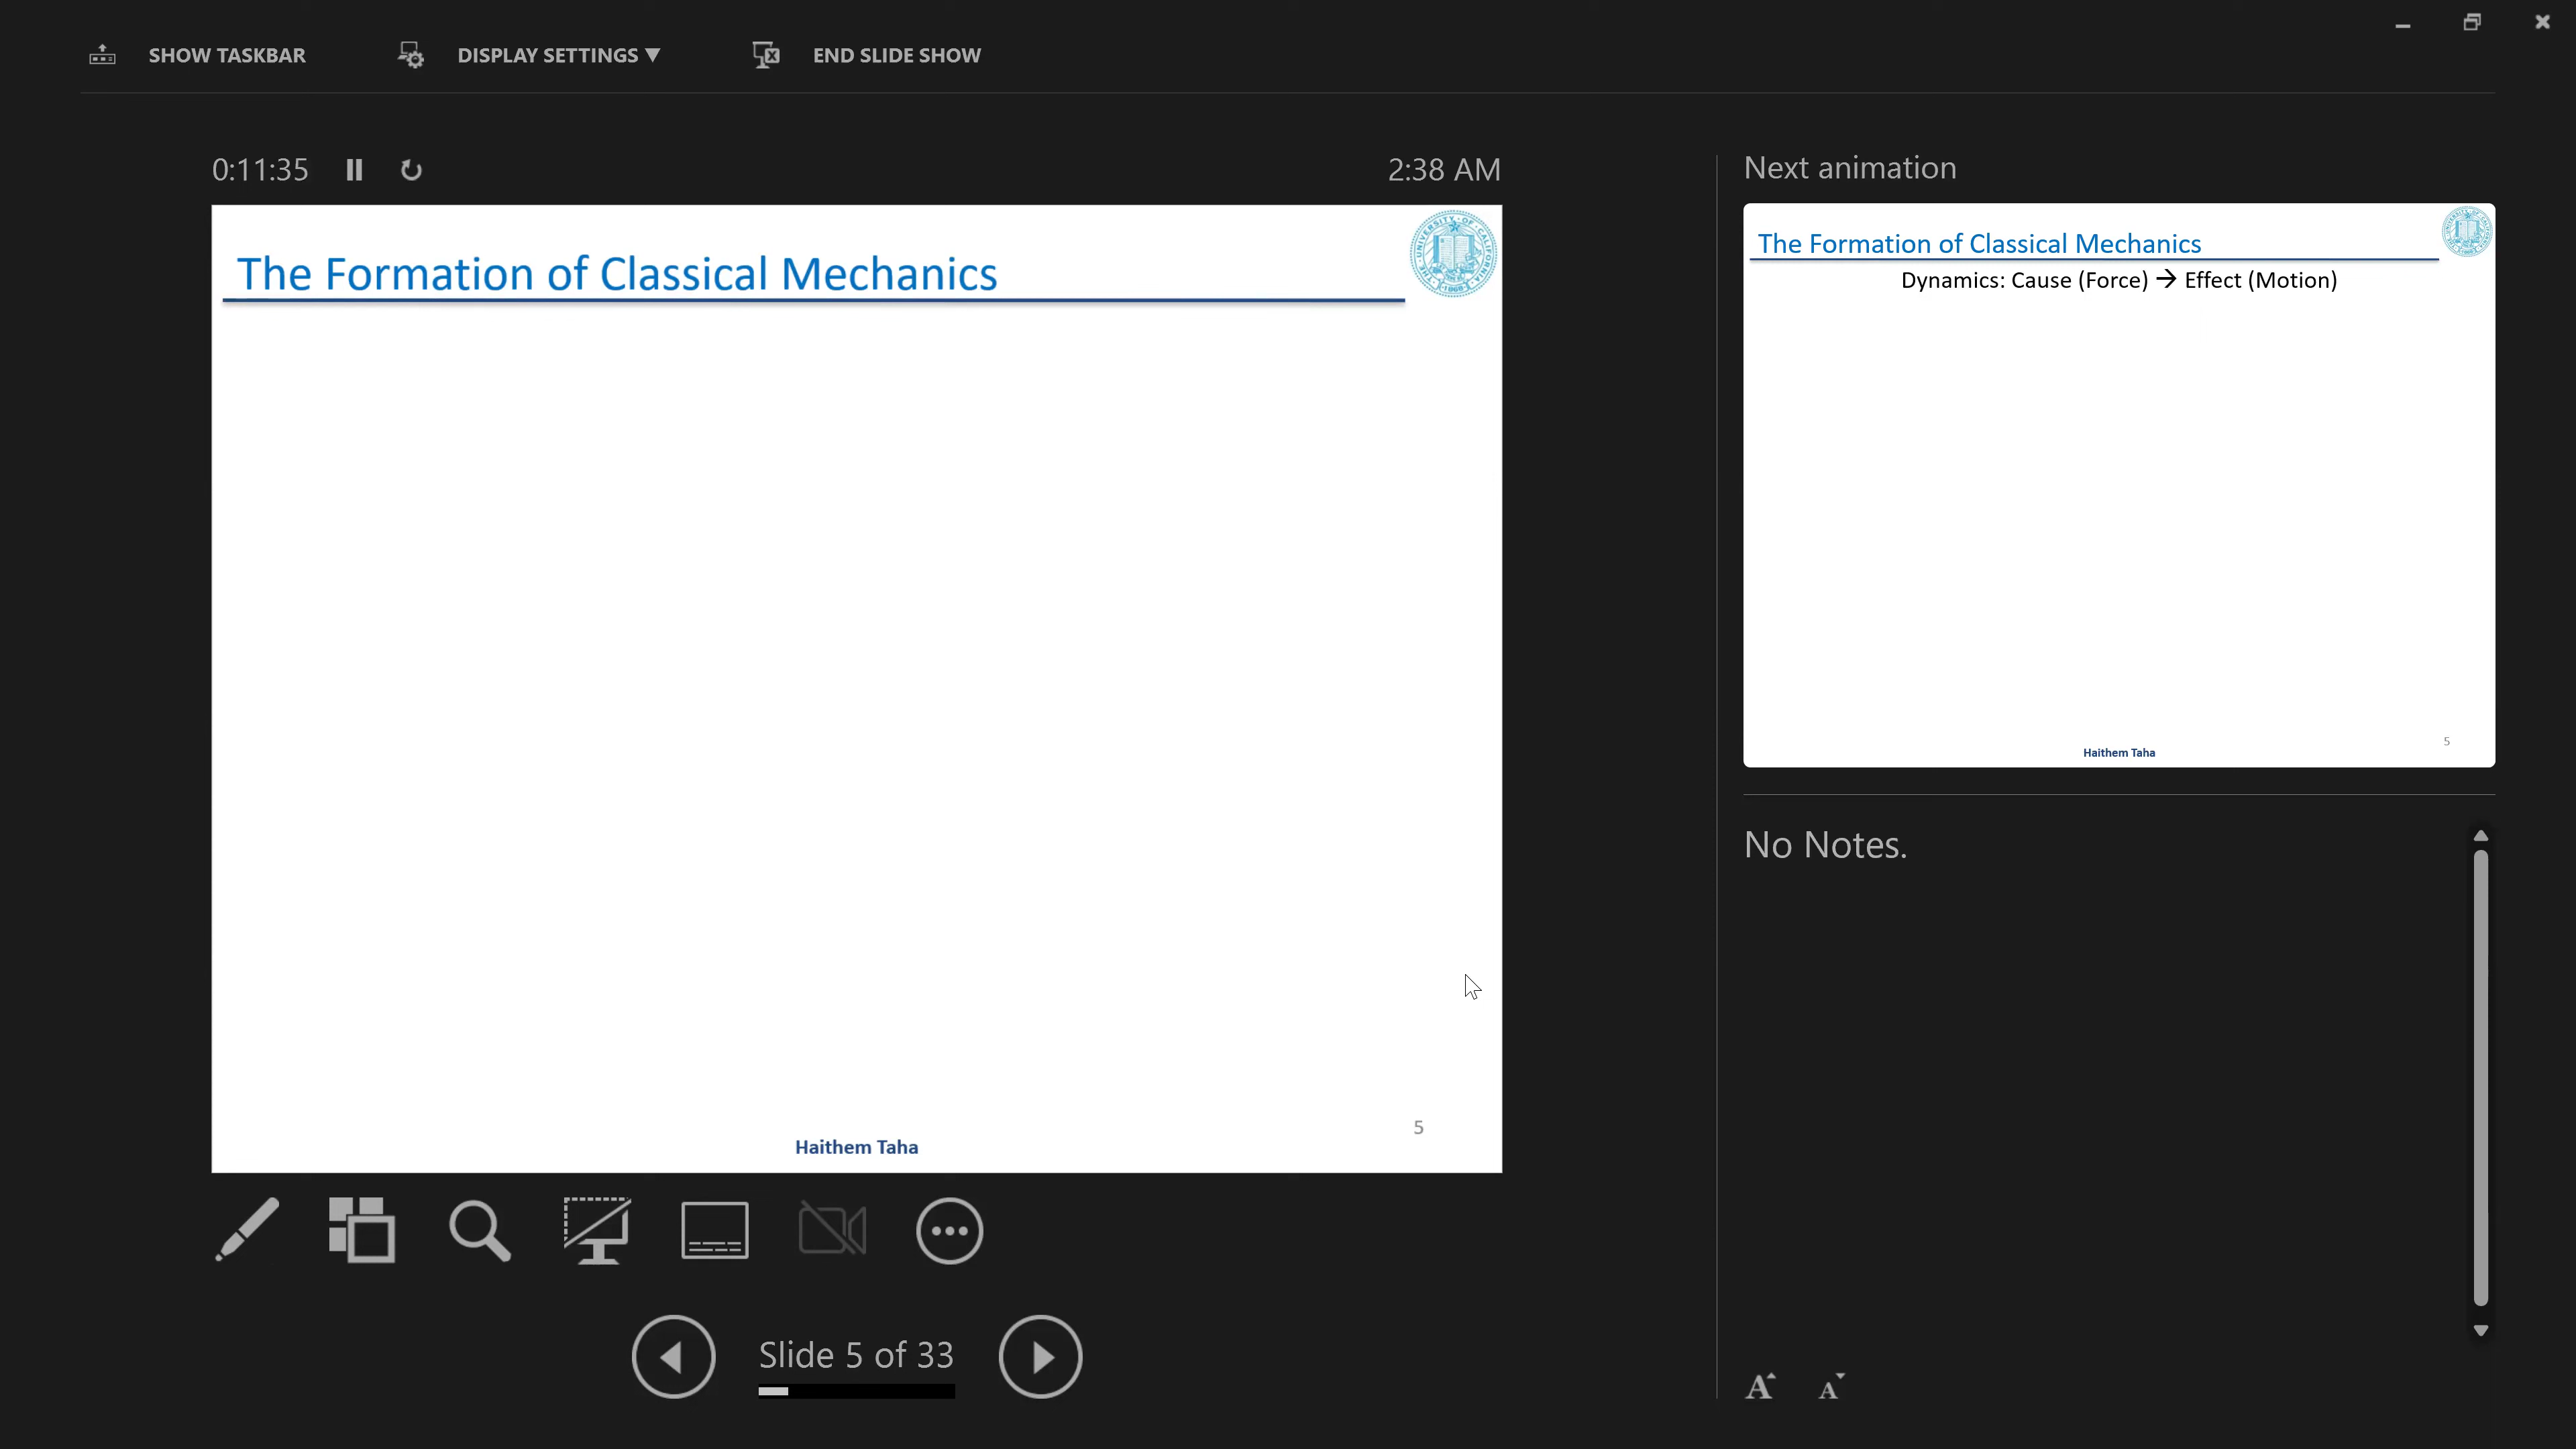 SHOW TASKBAR
DISPLAY SETTINGS ▼
END SLIDE SHOW
0:11:35
2:38 AM
The Formation of Classical Mechanics
Haithem Taha
5
Slide 5 of 33
Next animation
The Formation of Classical Mechanics
Dynamics: Cause (Force) → Effect (Motion)
Haithem Taha
5
No Notes.
A A